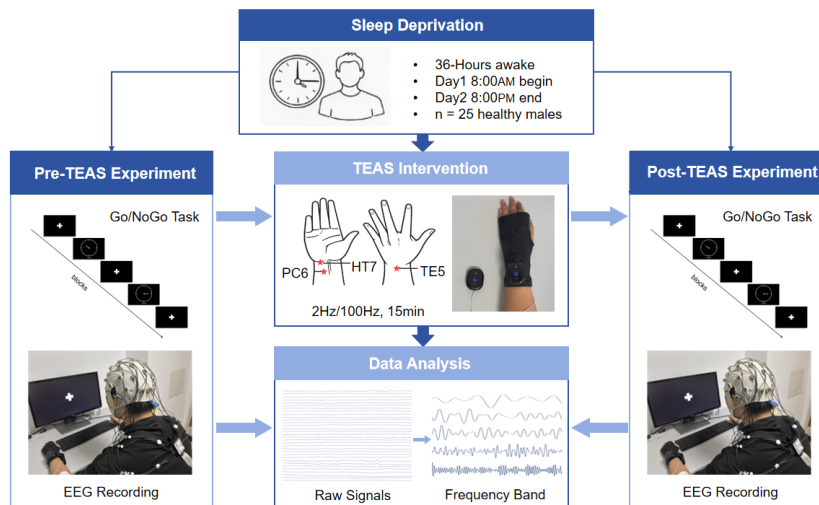 Sleep Deprivation
• 36-Hours awake
• Day1 8:00AM begin
• Day2 8:00PM end
• n = 25 healthy males
Pre-TEAS Experiment
Go/NoGo Task
blocks
EEG Recording
TEAS Intervention
PC6
HT7
TE5
2Hz/100Hz, 15min
Data Analysis
Raw Signals
Frequency Band
Post-TEAS Experiment
Go/NoGo Task
blocks
EEG Recording